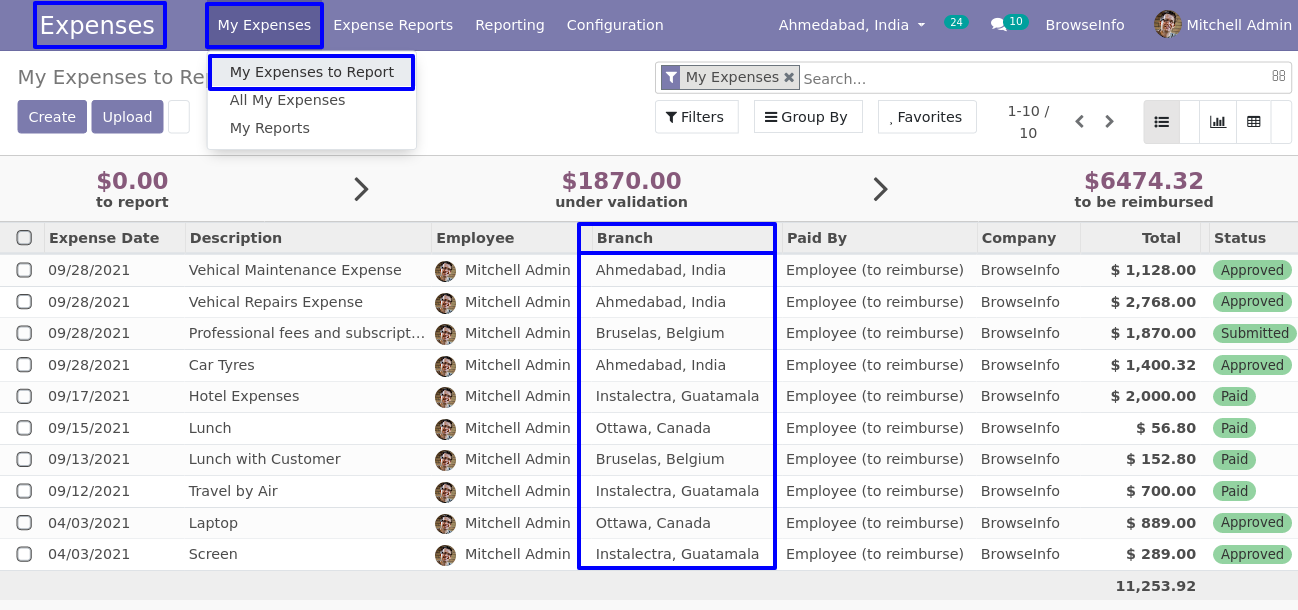 Expenses My Expenses Expense Reports Reporting Configuration Ahmedabad, India 24 10 BrowseInfo Mitchell Admin
My Expenses to Re My Expenses to Report My Expenses Search...
All My Expenses
Create Upload My Reports Filters Group By Favorites 1-10 / 10
$0.00 $1870.00 $6474.32
to report under validation to be reimbursed
Expense Date Description Employee Branch Paid By Company Total Status
09/28/2021 Vehical Maintenance Expense Mitchell Admin Ahmedabad, India Employee (to reimburse) BrowseInfo $ 1,128.00 Approved
09/28/2021 Vehical Repairs Expense Mitchell Admin Ahmedabad, India Employee (to reimburse) BrowseInfo $ 2,768.00 Approved
09/28/2021 Professional fees and subscript... Mitchell Admin Bruselas, Belgium Employee (to reimburse) BrowseInfo $ 1,870.00 Submitted
09/28/2021 Car Tyres Mitchell Admin Ahmedabad, India Employee (to reimburse) BrowseInfo $ 1,400.32 Approved
09/17/2021 Hotel Expenses Mitchell Admin Instalectra, Guatamala Employee (to reimburse) BrowseInfo $ 2,000.00 Paid
09/15/2021 Lunch Mitchell Admin Ottawa, Canada Employee (to reimburse) BrowseInfo $ 56.80 Paid
09/13/2021 Lunch with Customer Mitchell Admin Bruselas, Belgium Employee (to reimburse) BrowseInfo $ 152.80 Paid
09/12/2021 Travel by Air Mitchell Admin Instalectra, Guatamala Employee (to reimburse) BrowseInfo $ 700.00 Paid
04/03/2021 Laptop Mitchell Admin Ottawa, Canada Employee (to reimburse) BrowseInfo $ 889.00 Approved
04/03/2021 Screen Mitchell Admin Instalectra, Guatamala Employee (to reimburse) BrowseInfo $ 289.00 Approved
11,253.92